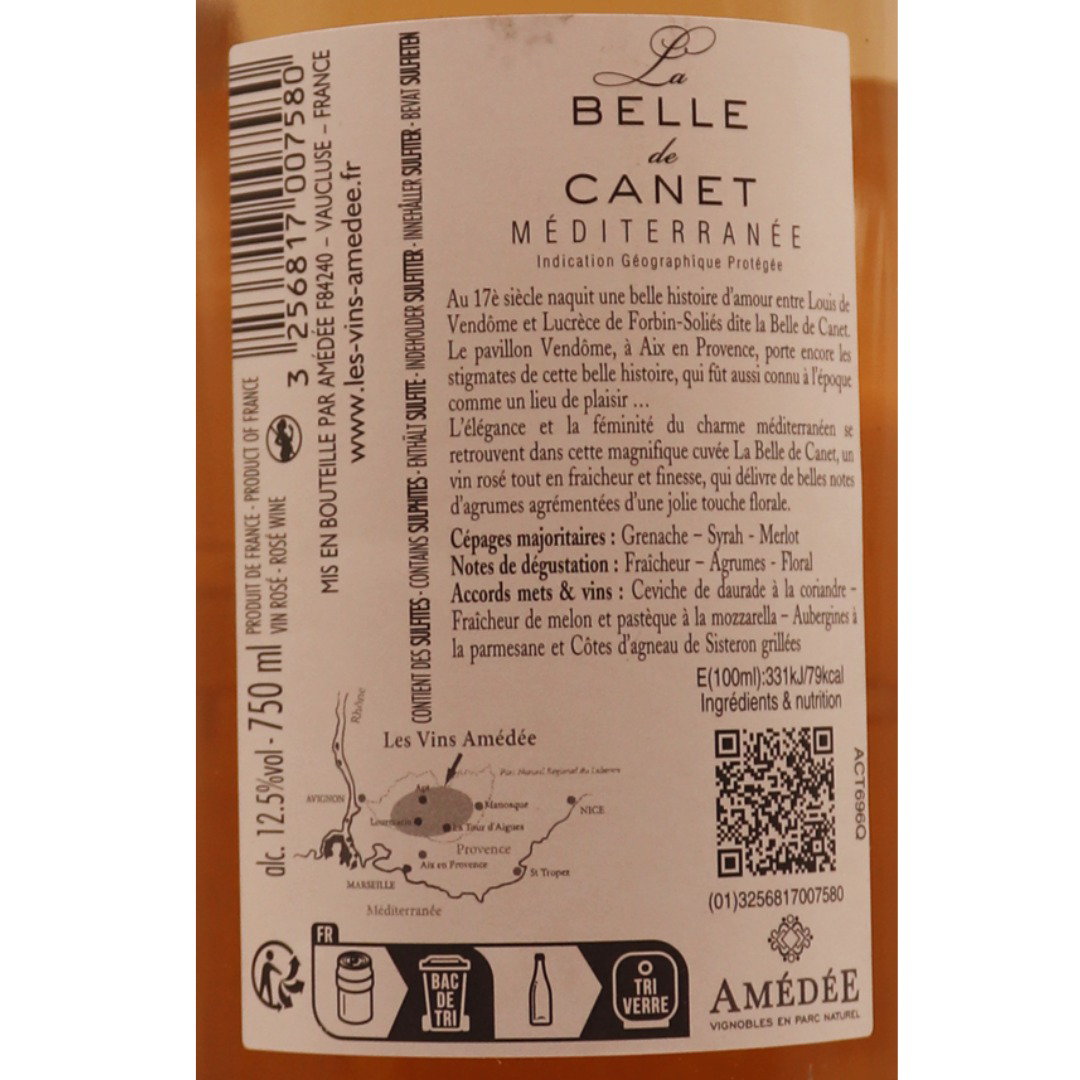 La
BELLE
de
CANET
MÉDITERRANÉE
Indication Géographique Protégée
Au 17è siècle naquit une belle histoire d'amour entre Louis de
Vendôme et Lucrèce de Forbin-Soliés dite la Belle de Canet.
Le pavillon Vendôme, à Aix en Provence, porte encore les
stigmates de cette belle histoire, qui fût aussi connu à l'époque
comme un lieu de plaisir ...
L'élégance et la féminité du charme méditerranéen se
retrouvent dans cette magnifique cuvée La Belle de Canet, un
vin rosé tout en fraicheur et finesse, qui délivre de belles notes
d'agrumes agrémentées d'une jolie touche florale.
Cépages majoritaires : Grenache – Syrah - Merlot
Notes de dégustation : Fraîcheur – Agrumes - Floral
Accords mets & vins : Ceviche de daurade à la coriandre –
Fraîcheur de melon et pastèque à la mozzarella – Aubergines à
la parmesane et Côtes d'agneau de Sisteron grillées
E(100ml):331kJ/79kcal
Ingrédients & nutrition
ACT696Q
(01)3256817007580
AMÉDÉE
VIGNOBLES EN PARC NATUREL
3 256817 007580
MIS EN BOUTEILLE PAR AMÉDÉE F84240 – VAUCLUSE – FRANCE
www.les-vins-amedee.fr
CONTIENT DES SULFITES - CONTAINS SULPHITES - ENTHÄLT SULFITE - INDEHOLDER SULFITTER - INNEHÅLLER SULFITER - BEVAT SULFIETEN
PRODUIT DE FRANCE - PRODUCT OF FRANCE
VIN ROSÉ - ROSÉ WINE
alc. 12.5%vol - 750 ml
Rhône
Les Vins Amédée
Parc Naturel Regional du Luberon
Apt
AVIGNON
Manosque
NICE
Lourmarin
La Tour d'Aigues
Provence
Aix en Provence
St Tropez
MARSEILLE
Méditerranée
FR
BAC
DE
TRI
TRI
VERRE